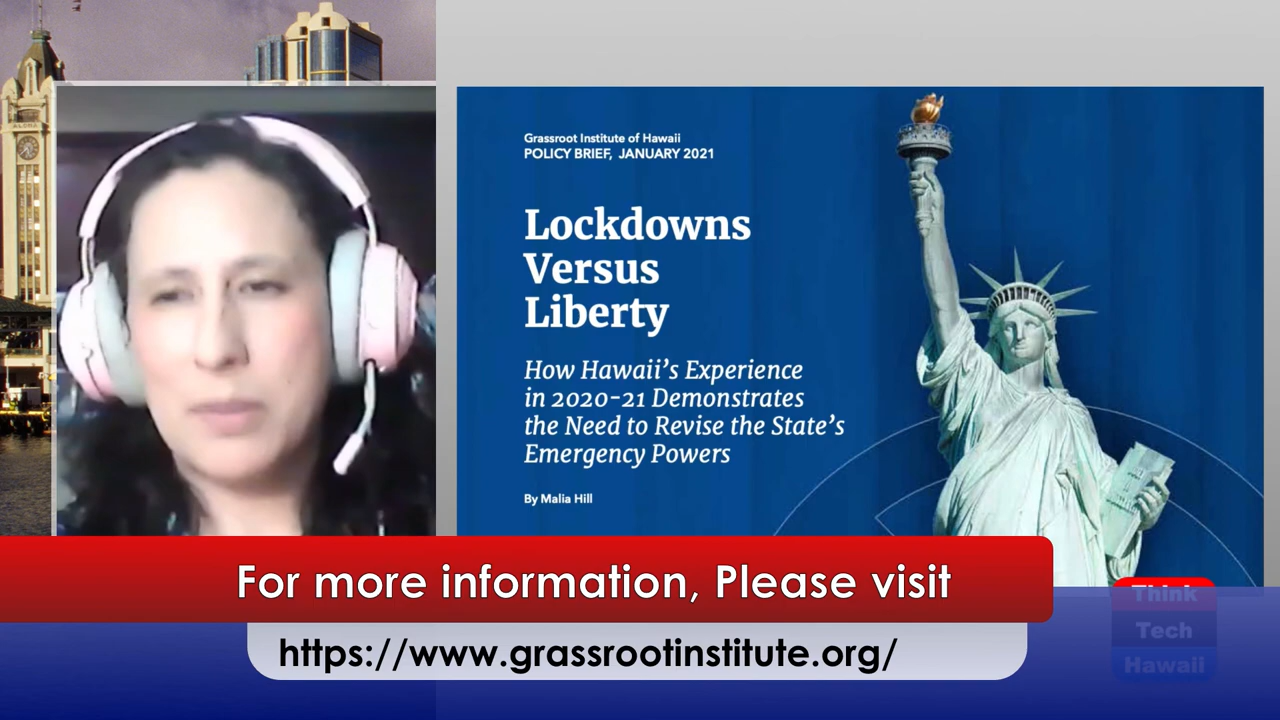 ALOHA
Grassroot Institute of Hawaii
POLICY BRIEF, JANUARY 2021
Lockdowns
Versus
Liberty
How Hawaii's Experience
in 2020-21 Demonstrates
the Need to Revise the State's
Emergency Powers
By Malia Hill
For more information, Please visit
https://www.grassrootinstitute.org/
Think
Tech
Hawaii